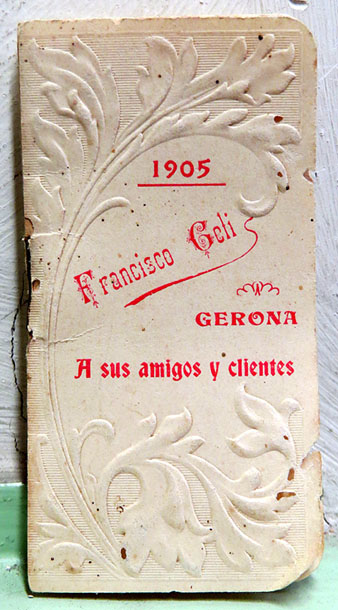 1905
Francisco Geli
GERONA
A sus amigos y clientes